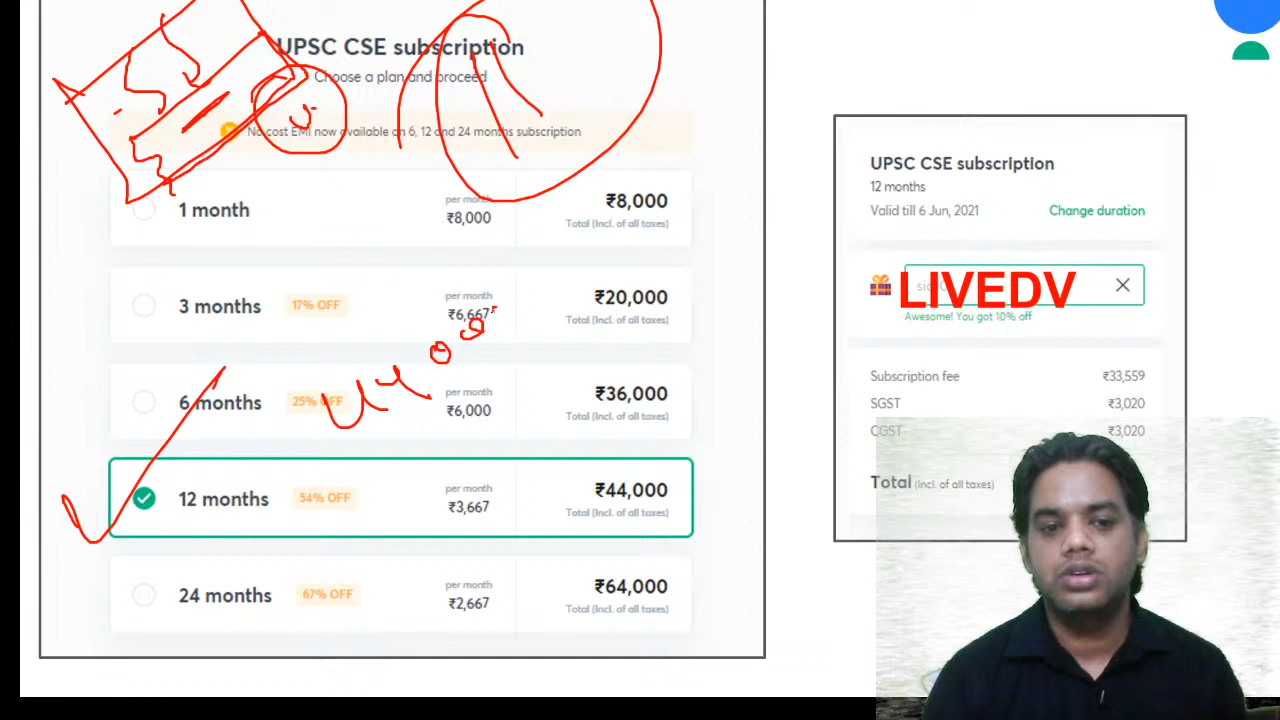 UPSC CSE subscription
Choose a plan and proceed
No cost EMI now available on 6, 12 and 24 months subscription
1 month
per month
₹8,000
₹8,000
Total (Incl. of all taxes)
3 months
17% OFF
per month
₹6,667
₹20,000
Total (Incl. of all taxes)
6 months
25% OFF
per month
₹6,000
₹36,000
Total (Incl. of all taxes)
12 months
54% OFF
per month
₹3,667
₹44,000
Total (Incl. of all taxes)
24 months
67% OFF
per month
₹2,667
₹64,000
Total (Incl. of all taxes)
UPSC CSE subscription
12 months
Valid till 6 Jun, 2021
Change duration
LIVEDV
Awesome! You got 10% off
Subscription fee ₹33,559
SGST ₹3,020
CGST ₹3,020
Total (Incl. of all taxes)